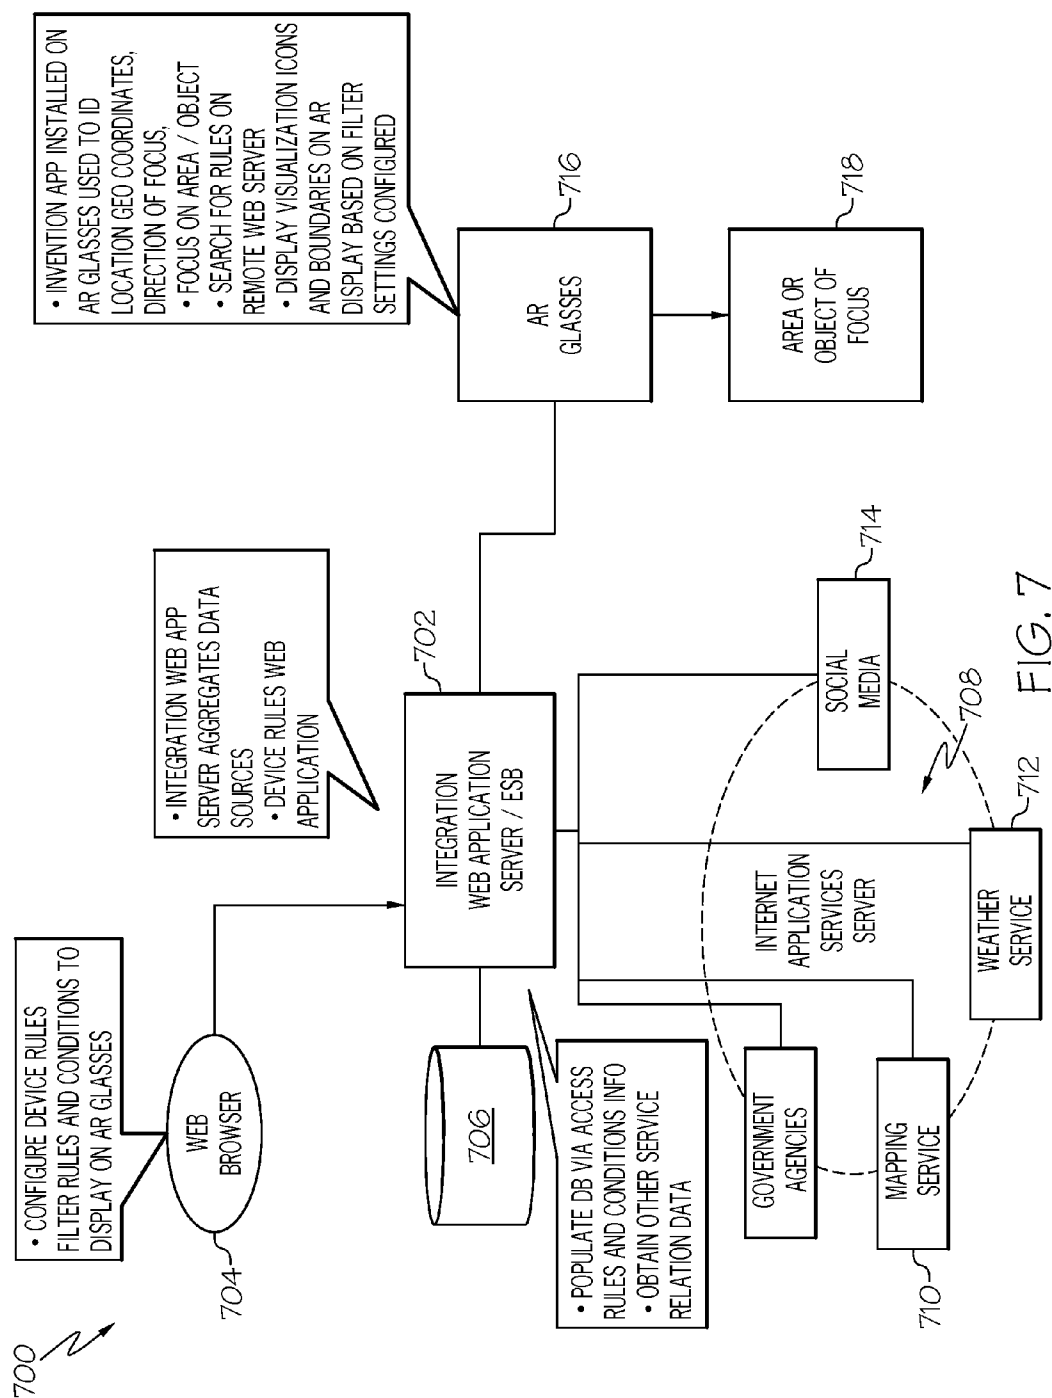 700
• CONFIGURE DEVICE RULES
FILTER RULES AND CONDITIONS TO
DISPLAY ON AR GLASSES
WEB
BROWSER
704
• INTEGRATION WEB APP
SERVER AGGREGATES DATA
SOURCES
• DEVICE RULES WEB
APPLICATION
702
INTEGRATION
WEB APPLICATION
SERVER / ESB
706
• POPULATE DB VIA ACCESS
RULES AND CONDITIONS INFO
• OBTAIN OTHER SERVICE
RELATION DATA
• INVENTION APP INSTALLED ON
AR GLASSES USED TO ID
LOCATION GEO COORDINATES,
DIRECTION OF FOCUS,
• FOCUS ON AREA / OBJECT
• SEARCH FOR RULES ON
REMOTE WEB SERVER
• DISPLAY VISUALIZATION ICONS
AND BOUNDARIES ON AR
DISPLAY BASED ON FILTER
SETTINGS CONFIGURED
AR
GLASSES
716
AREA OR
OBJECT OF
FOCUS
718
GOVERNMENT
AGENCIES
MAPPING
SERVICE
710
INTERNET
APPLICATION
SERVICES
SERVER
WEATHER
SERVICE
712
SOCIAL
MEDIA
714
708
FIG. 7